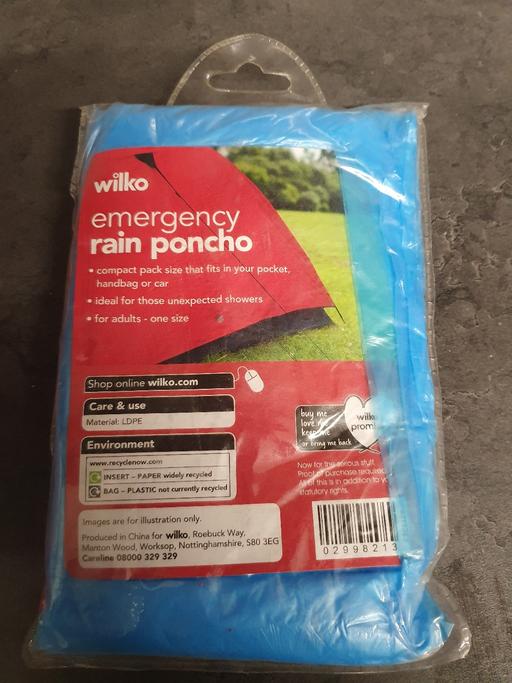 wilko
emergency
rain poncho
• compact pack size that fits in your pocket,
handbag or car
• ideal for those unexpected showers
• for adults - one size
Shop online wilko.com
Care & use
Material: LDPE
Environment
www.recyclenow.com
INSERT – PAPER widely recycled
BAG – PLASTIC not currently recycled
buy me
love me
keep me
or bring me back
wilko
promise
Now for the serious stuff.
Proof of purchase required.
All of this is in addition to your
statutory rights.
Images are for illustration only.
Produced in China for wilko, Roebuck Way,
Manton Wood, Worksop, Nottinghamshire, S80 3EG
Careline 08000 329 329
02998213